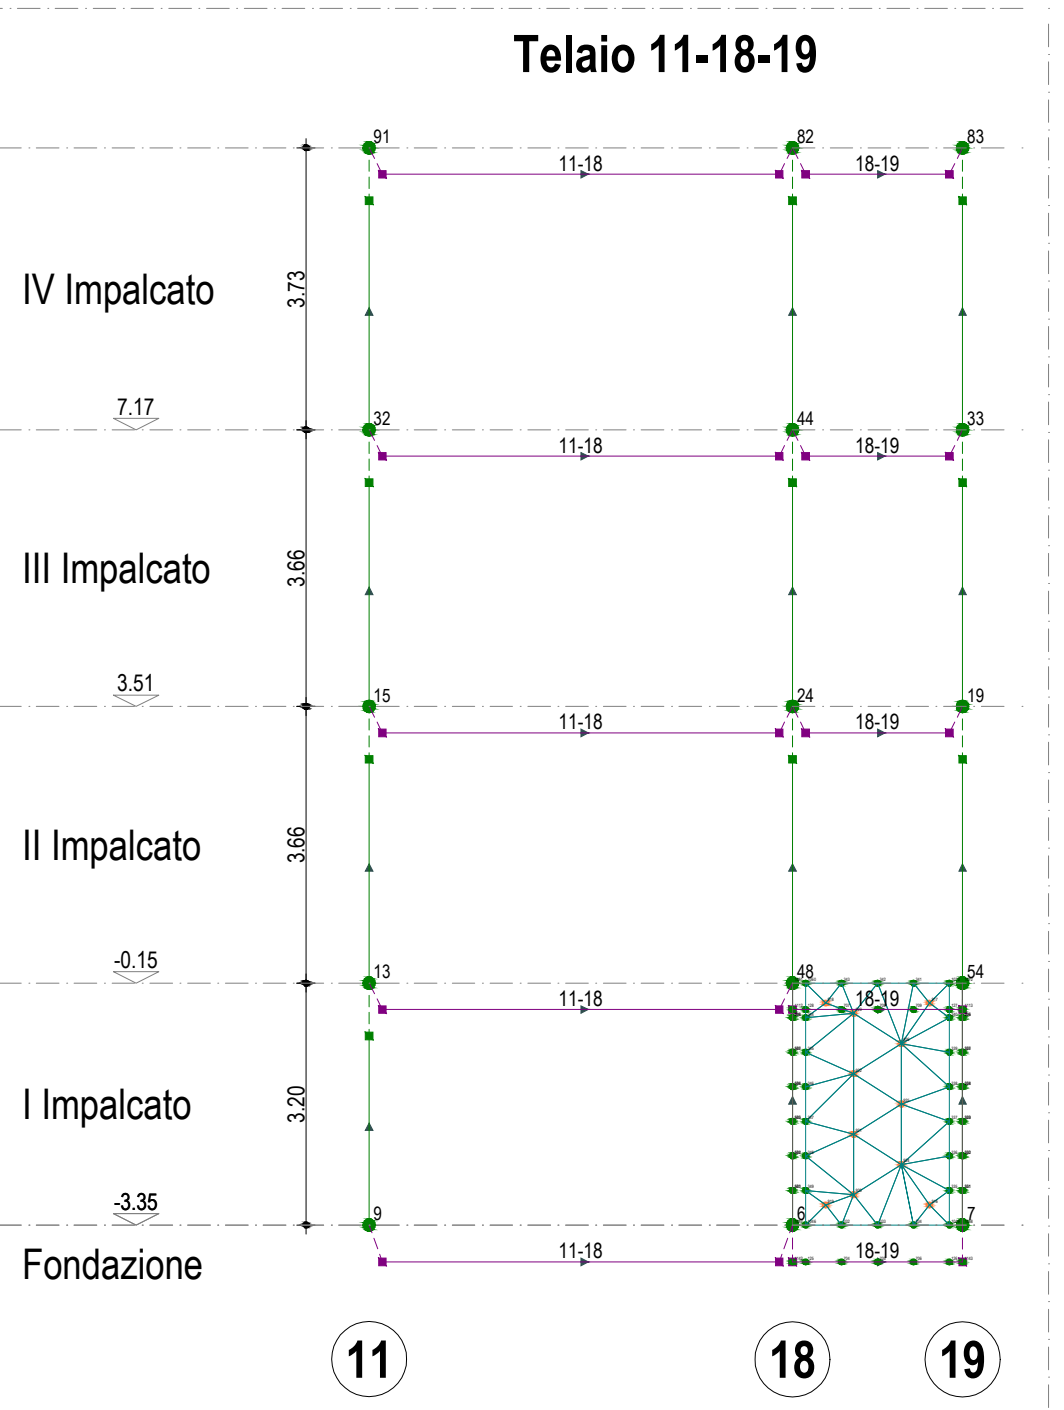 Telaio 11-18-19
91 82 83
11-18 18-19
IV Impalcato
3.73
7.17
32 44 33
11-18 18-19
III Impalcato
3.66
3.51
15 24 19
11-18 18-19
II Impalcato
3.66
-0.15
13 48 54
11-18 18-19
I Impalcato
3.20
-3.35
9 6 7
11-18 18-19
Fondazione
11 18 19